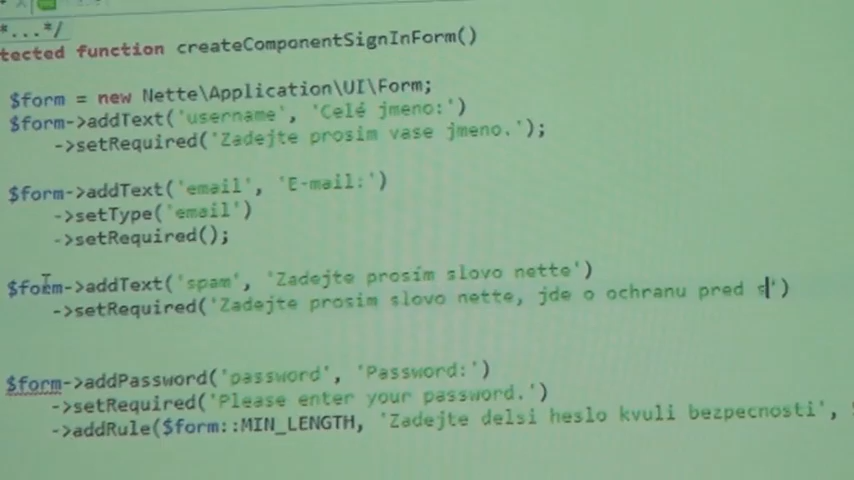 *...*/
tected function createComponentSignInForm()
$form = new Nette\Application\UI\Form;
$form->addText('username', 'Celé jmeno:')
->setRequired('Zadejte prosim vase jmeno.');
$form->addText('email', 'E-mail:')
->setType('email')
->setRequired();
$form->addText('spam', 'Zadejte prosim slovo nette')
->setRequired('Zadejte prosim slovo nette, jde o ochranu pred s')
$form->addPassword('password', 'Password:')
->setRequired('Please enter your password.')
->addRule($form::MIN_LENGTH, 'Zadejte delsi heslo kvuli bezpecnosti',